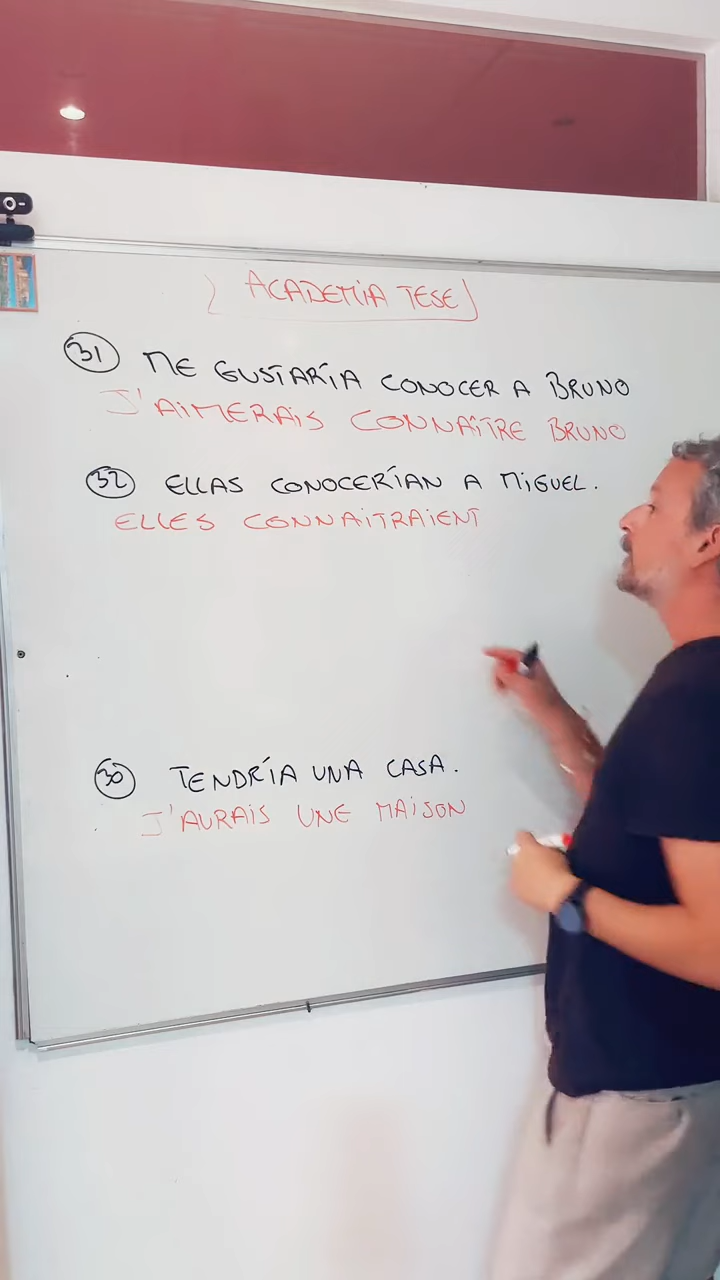 ACADEMIA TESE
31 ME GUSTARÍA CONOCER A BRUNO
J'AIMERAIS CONNAÎTRE BRUNO
32 ELLAS CONOCERÍAN A MIGUEL.
ELLES CONNAITRAIENT
30 TENDRÍA UNA CASA.
J'AURAIS UNE MAISON